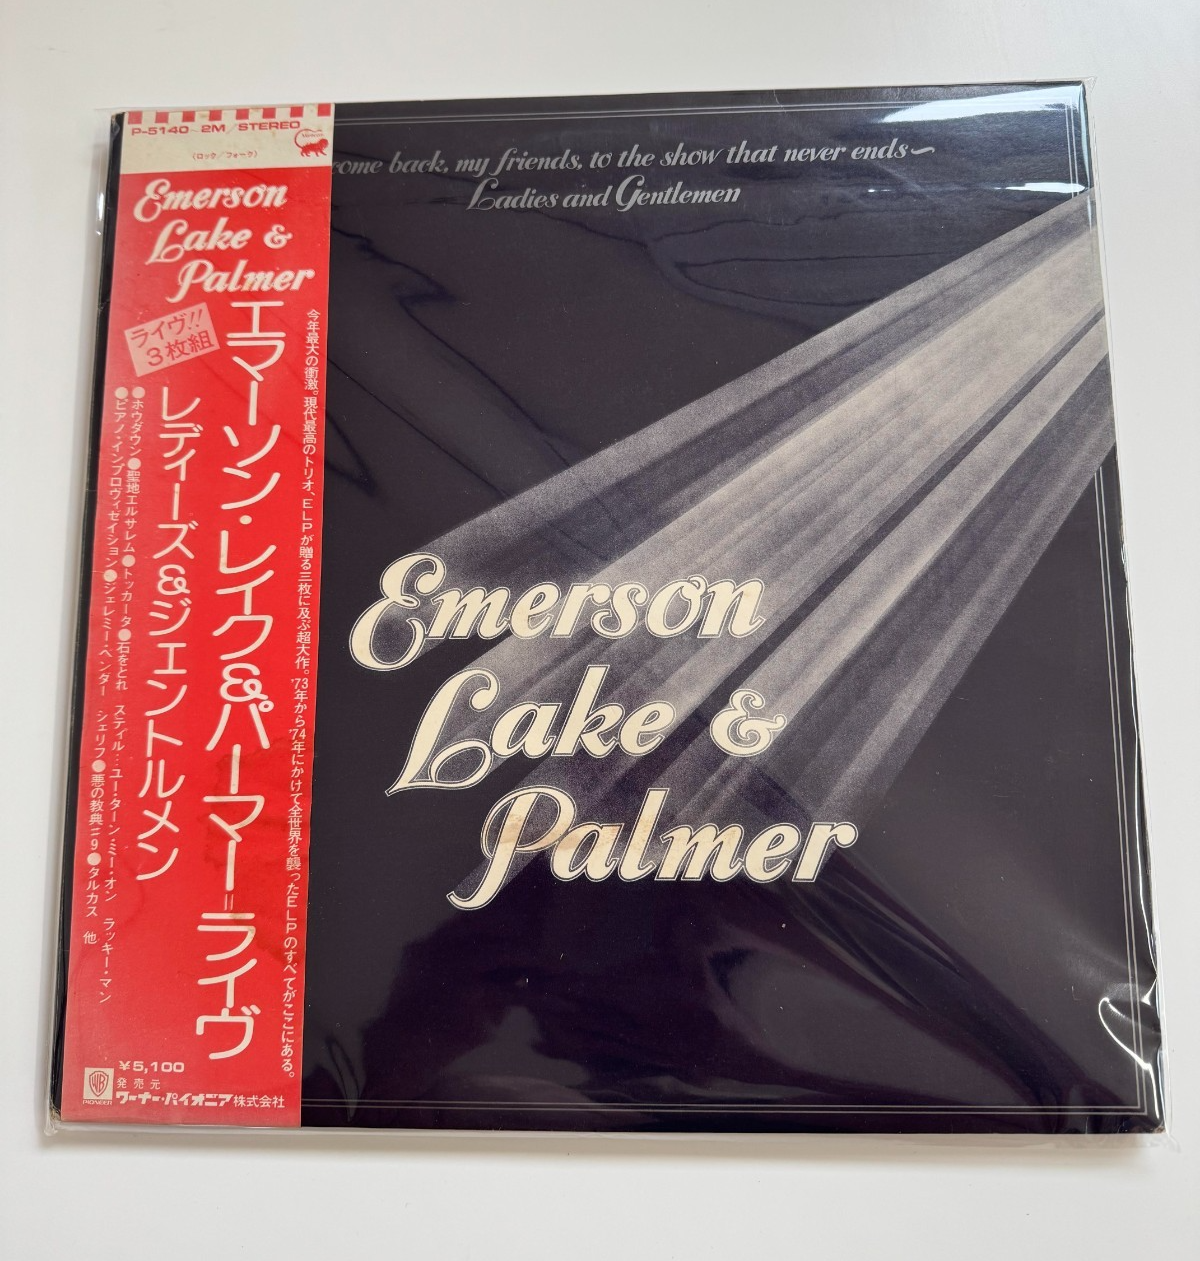 P-5140~2M/STEREO
(ロック/フォーク)
Emerson
Lake &
Palmer
ライヴ!!
3枚組
今年最大の衝激。現代最高のトリオ、ELPが贈る三枚に及ぶ超大作。'73年から'74年にかけて全世界を襲ったELPのすべてがここにある。
エマーソン・レイク&パーマー=ライヴ
レディーズ&ジェントルメン
●ホウダウン●聖地エルサレム●トッカータ●石をとれ スティル…ユー・ターン・ミー・オン ラッキー・マン
●ピアノ・インプロヴィゼイション●ジェレミー・ベンダー シェリフ●悪の教典#9●タルカス 他
¥5,100
発売元
ワーナー・パイオニア株式会社
WB
PIONEER
come back, my friends, to the show that never ends~
Ladies and Gentlemen
Emerson
Lake &
Palmer